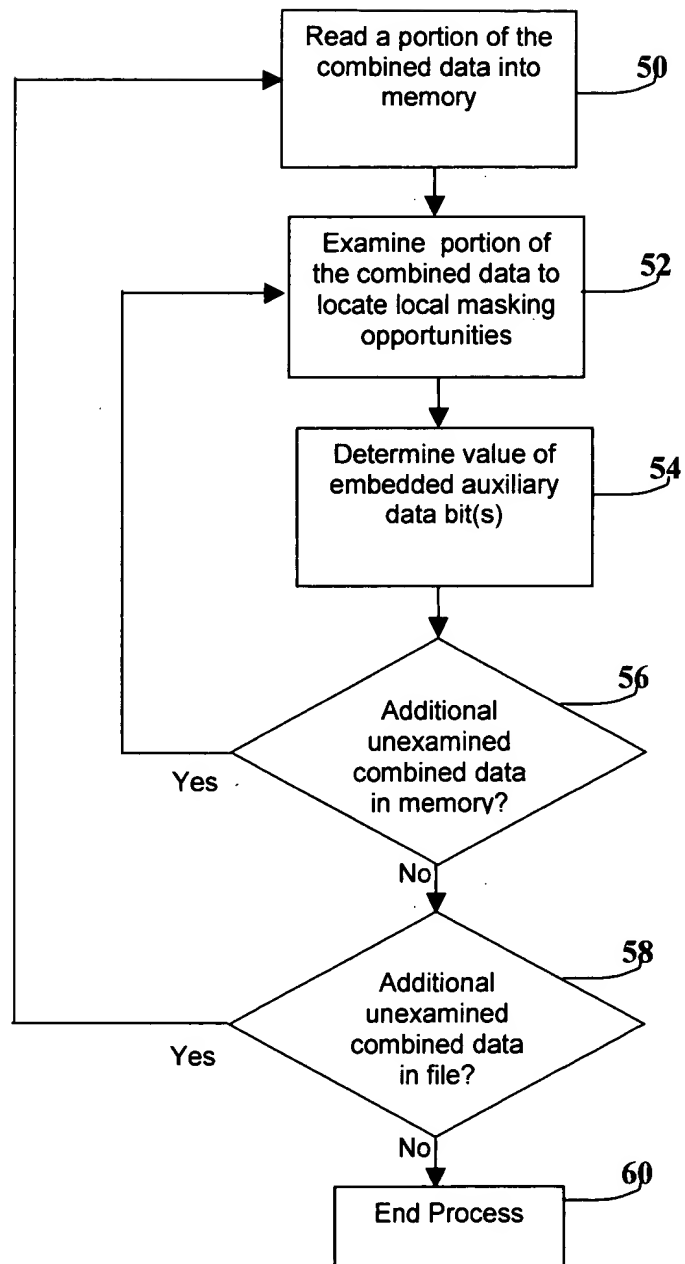 Read a portion of the
combined data into
memory
50
Examine portion of
the combined data to
locate local masking
opportunities
52
Determine value of
embedded auxiliary
data bit(s)
54
56
Additional
unexamined
combined data
in memory?
Yes
No
58
Additional
unexamined
combined data
in file?
Yes
No
60
End Process